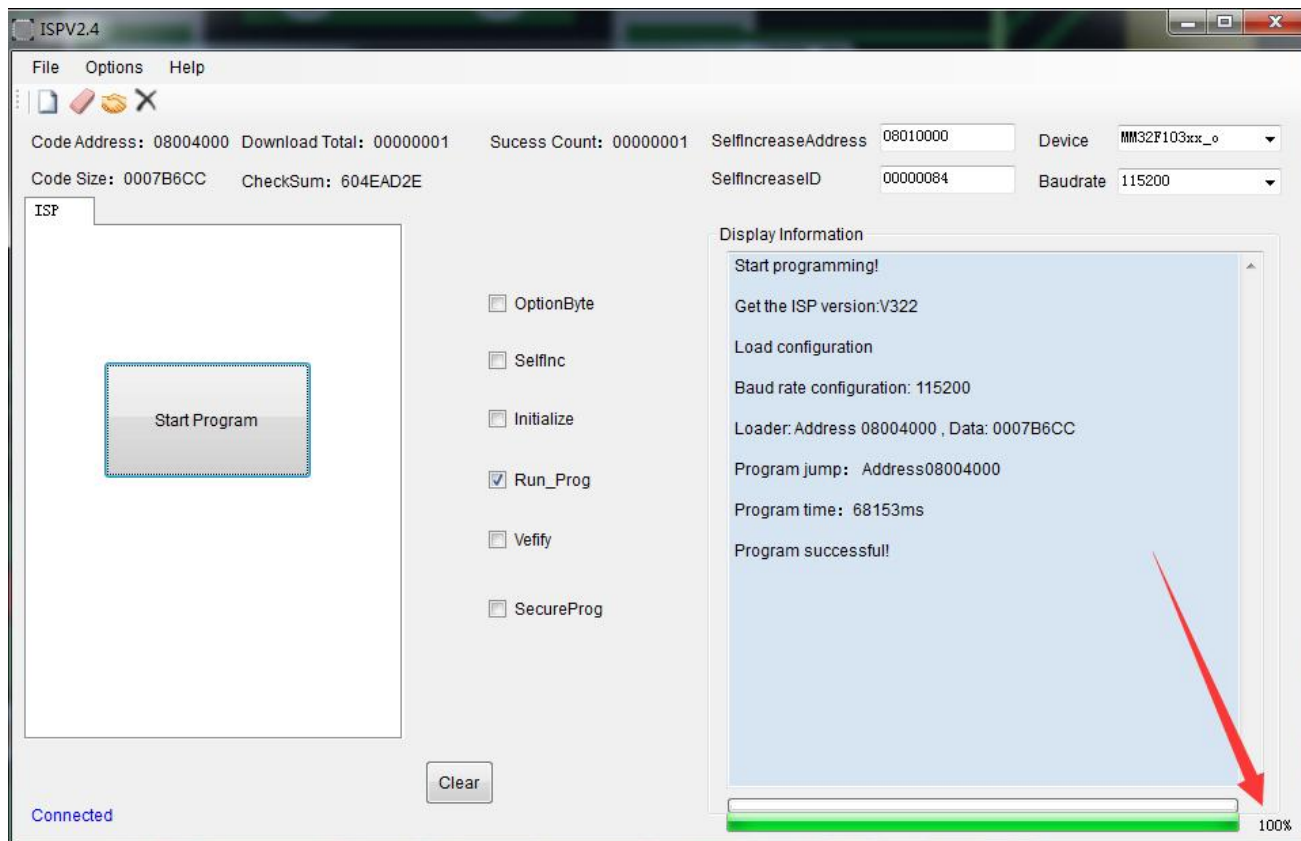 ISPV2.4
File Options Help
Code Address: 08004000 Download Total: 00000001 Sucess Count: 00000001 SelfIncreaseAddress 08010000 Device MM32F103xx_o
Code Size: 0007B6CC CheckSum: 604EAD2E SelfIncreaseID 00000084 Baudrate 115200
ISP
Display Information
Start programming!
OptionByte
Get the ISP version:V322
Load configuration
SelfInc
Baud rate configuration: 115200
Start Program
Initialize
Loader: Address 08004000 , Data: 0007B6CC
Program jump: Address08004000
Run_Prog
Program time: 68153ms
Vefify
Program successful!
SecureProg
Clear
Connected
100%